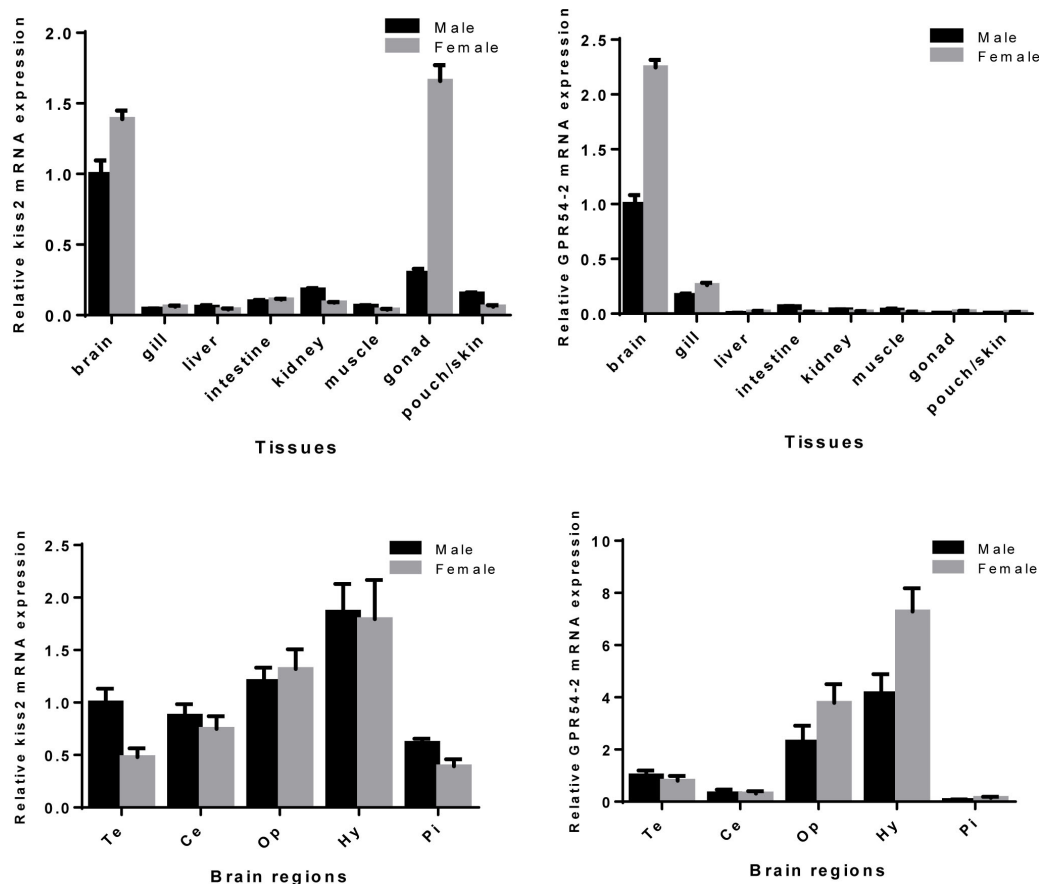 Relative kiss2 mRNA expression
2.0
1.5
1.0
0.5
0.0
Male
Female
brain
gill
liver
intestine
kidney
muscle
gonad
pouch/skin
Tissues
Relative GPR54-2 mRNA expression
2.5
2.0
1.5
1.0
0.5
0.0
Male
Female
brain
gill
liver
intestine
kidney
muscle
gonad
pouch/skin
Tissues
Relative kiss2 mRNA expression
2.5
2.0
1.5
1.0
0.5
0.0
Male
Female
Te
Ce
Op
Hy
Pi
Brain regions
Relative GPR54-2 mRNA expression
10
8
6
4
2
0
Male
Female
Te
Ce
Op
Hy
Pi
Brain regions